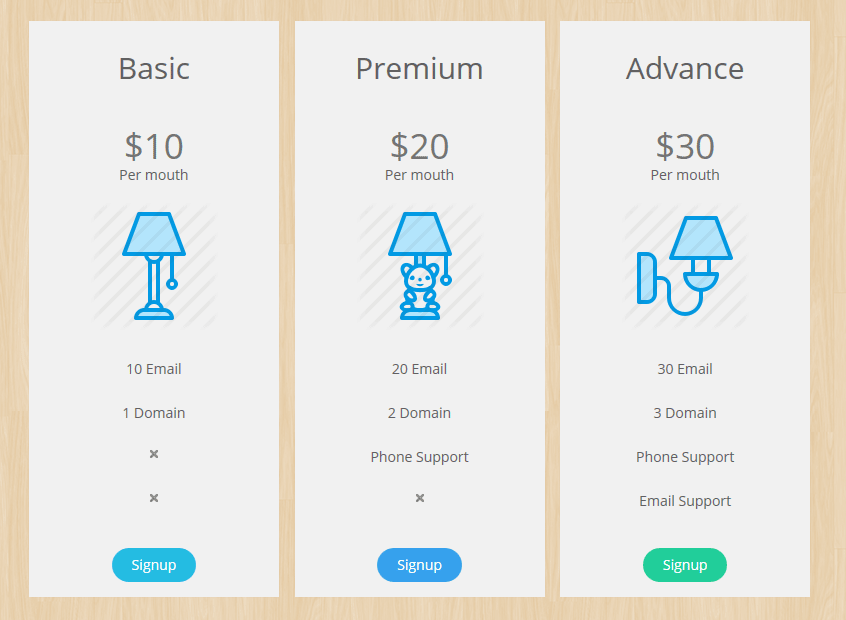 Basic
$10
Per mouth
10 Email
1 Domain
Signup
Premium
$20
Per mouth
20 Email
2 Domain
Phone Support
Signup
Advance
$30
Per mouth
30 Email
3 Domain
Phone Support
Email Support
Signup